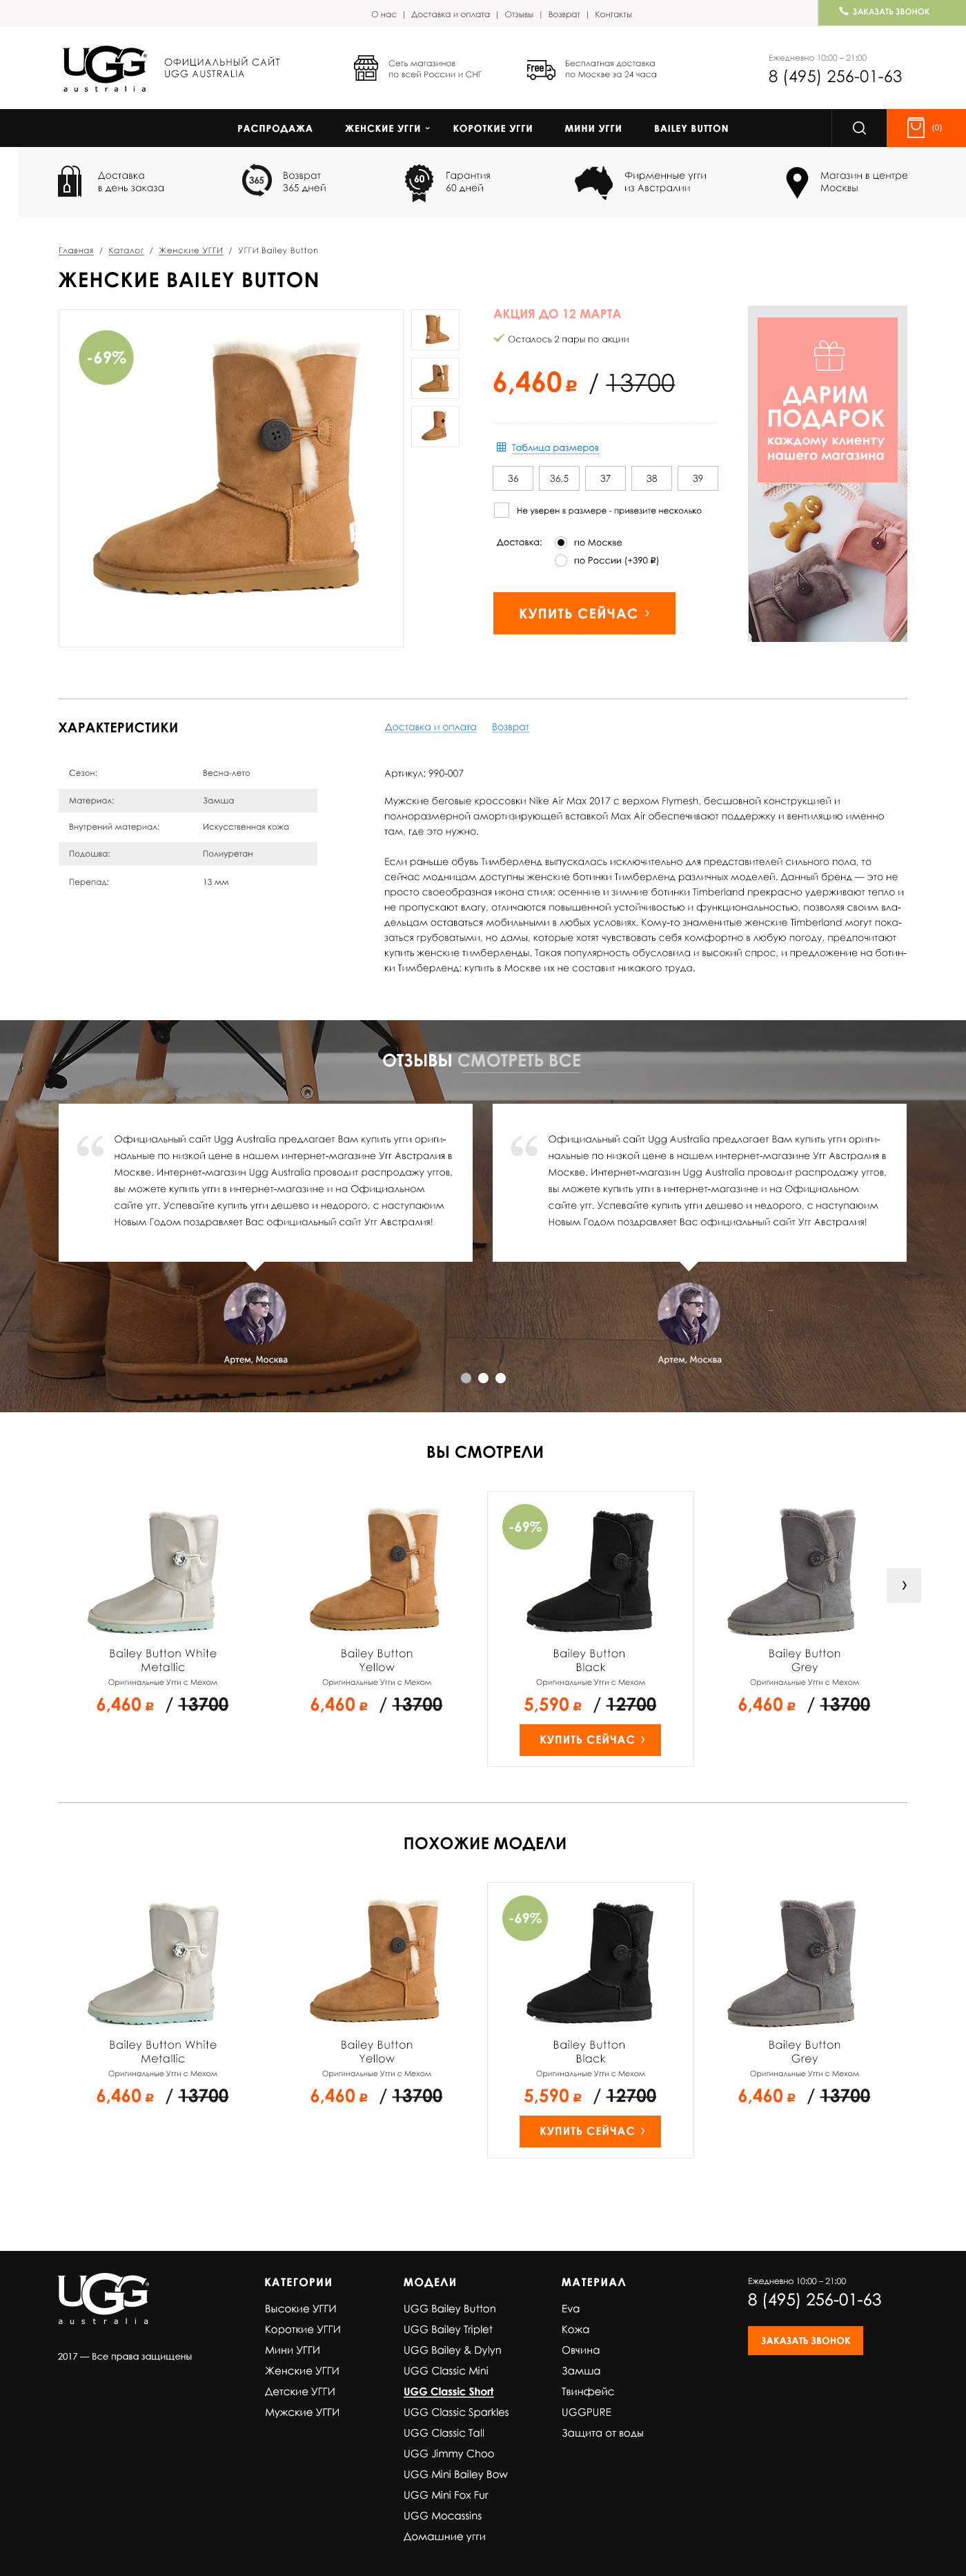 О нас | Доставка и оплата | Отзывы | Возврат | Контакты
ЗАКАЗАТЬ ЗВОНОК
UGG®
australia
ОФИЦИАЛЬНЫЙ САЙТ
UGG AUSTRALIA
Сеть магазинов
по всей России и СНГ
Free
Бесплатная доставка
по Москве за 24 часа
Ежедневно 10:00 – 21:00
8 (495) 256-01-63
РАСПРОДАЖА
ЖЕНСКИЕ УГГИ
КОРОТКИЕ УГГИ
МИНИ УГГИ
BAILEY BUTTON
(0)
1
Доставка
в день заказа
365
Возврат
365 дней
60
Гарантия
60 дней
Фирменные угги
из Австралии
Магазин в центре
Москвы
Главная / Каталог / Женские УГГИ / УГГИ Bailey Button
ЖЕНСКИЕ BAILEY BUTTON
-69%
АКЦИЯ ДО 12 МАРТА
Осталось 2 пары по акции
6,460 ₽ / 13700
Таблица размеров
36 36,5 37 38 39
Не уверен в размере - привезите несколько
Доставка:
по Москве
по России (+390 ₽)
КУПИТЬ СЕЙЧАС ›
ДАРИМ
ПОДАРОК
каждому клиенту
нашего магазина
ХАРАКТЕРИСТИКИ
Сезон: Весна-лето
Материал: Замша
Внутрений материал: Искусственная кожа
Подошва: Полиуретан
Перепад: 13 мм
Доставка и оплата
Возврат
Артикул: 990-007
Мужские беговые кроссовки Nike Air Max 2017 с верхом Flymesh, бесшовной конструкцией и
полноразмерной амортизирующей вставкой Max Air обеспечивают поддержку и вентиляцию именно
там, где это нужно.
Если раньше обувь Тимберленд выпускалась исключительно для представителей сильного пола, то
сейчас модницам доступны женские ботинки Тимберленд различных моделей. Данный бренд — это не
просто своеобразная икона стиля: осенние и зимние ботинки Timberland прекрасно удерживают тепло и
не пропускают влагу, отличаются повышенной устойчивостью и функциональностью, позволяя своим вла-
дельцам оставаться мобильными в любых условиях. Кому-то знаменитые женские Timberland могут пока-
заться грубоватыми, но дамы, которые хотят чувствовать себя комфортно в любую погоду, предпочитают
купить женские тимберленды. Такая популярность обусловила и высокий спрос, и предложение на ботин-
ки Тимберленд: купить в Москве их не составит никакого труда.
ОТЗЫВЫ СМОТРЕТЬ ВСЕ
“
Официальный сайт Ugg Australia предлагает Вам купить угги ориги-
нальные по низкой цене в нашем интернет-магазине Угг Австралия в
Москве. Интернет-магазин Ugg Australia проводит распродажу уггов,
вы можете купить угги в интернет-магазине и на Официальном
сайте угг. Успевайте купить угги дешево и недорого, с наступаюим
Новым Годом поздравляет Вас официальный сайт Угг Австралия!
Артем, Москва
“
Официальный сайт Ugg Australia предлагает Вам купить угги ориги-
нальные по низкой цене в нашем интернет-магазине Угг Австралия в
Москве. Интернет-магазин Ugg Australia проводит распродажу уггов,
вы можете купить угги в интернет-магазине и на Официальном
сайте угг. Успевайте купить угги дешево и недорого, с наступаюим
Новым Годом поздравляет Вас официальный сайт Угг Австралия!
Артем, Москва
ВЫ СМОТРЕЛИ
Bailey Button White
Metallic
Оригинальные Угги с Мехом
6,460 ₽ / 13700
Bailey Button
Yellow
Оригинальные Угги с Мехом
6,460 ₽ / 13700
-69%
Bailey Button
Black
Оригинальные Угги с Мехом
5,590 ₽ / 12700
КУПИТЬ СЕЙЧАС ›
Bailey Button
Grey
Оригинальные Угги с Мехом
6,460 ₽ / 13700
›
ПОХОЖИЕ МОДЕЛИ
Bailey Button White
Metallic
Оригинальные Угги с Мехом
6,460 ₽ / 13700
Bailey Button
Yellow
Оригинальные Угги с Мехом
6,460 ₽ / 13700
-69%
Bailey Button
Black
Оригинальные Угги с Мехом
5,590 ₽ / 12700
КУПИТЬ СЕЙЧАС ›
Bailey Button
Grey
Оригинальные Угги с Мехом
6,460 ₽ / 13700
UGG®
australia
2017 — Все права защищены
КАТЕГОРИИ
Высокие УГГИ
Короткие УГГИ
Мини УГГИ
Женские УГГИ
Детские УГГИ
Мужские УГГИ
МОДЕЛИ
UGG Bailey Button
UGG Bailey Triplet
UGG Bailey & Dylyn
UGG Classic Mini
UGG Classic Short
UGG Classic Sparkles
UGG Classic Tall
UGG Jimmy Choo
UGG Mini Bailey Bow
UGG Mini Fox Fur
UGG Mocassins
Домашние угги
МАТЕРИАЛ
Eva
Кожа
Овчина
Замша
Твинфейс
UGGPURE
Защита от воды
Ежедневно 10:00 – 21:00
8 (495) 256-01-63
ЗАКАЗАТЬ ЗВОНОК